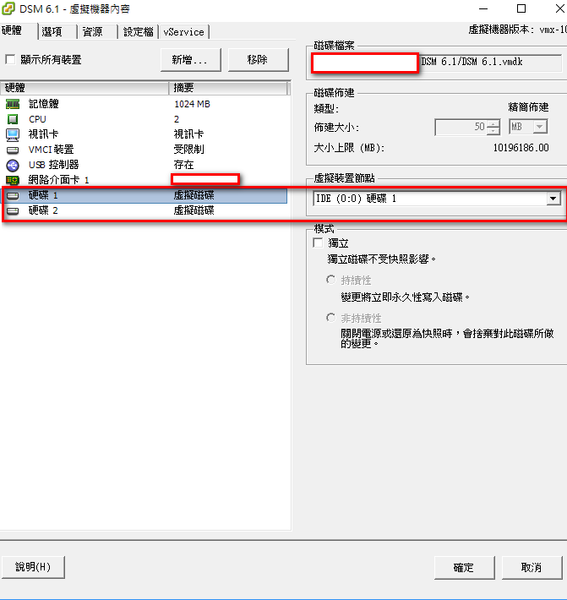 DSM 6.1 - 虛擬機器內容
硬體 選項 資源 設定檔 vService 虛擬機器版本: vmx-10
顯示所有裝置 新增... 移除
硬體 摘要
記憶體 1024 MB
CPU 2
視訊卡 視訊卡
VMCI 裝置 受限制
USB 控制器 存在
網路介面卡 1
硬碟 1 虛擬磁碟
硬碟 2 虛擬磁碟
磁碟檔案
DSM 6.1/DSM 6.1.vmdk
磁碟佈建
類型: 精簡佈建
佈建大小: 50 MB
大小上限 (MB): 10196186.00
虛擬裝置節點
IDE (0:0) 硬碟 1
模式
獨立
獨立磁碟不受快照影響。
持續性
變更將立即永久性寫入磁碟。
非持續性
關閉電源或還原為快照時，會捨棄對此磁碟所做
的變更。
說明(H) 確定 取消